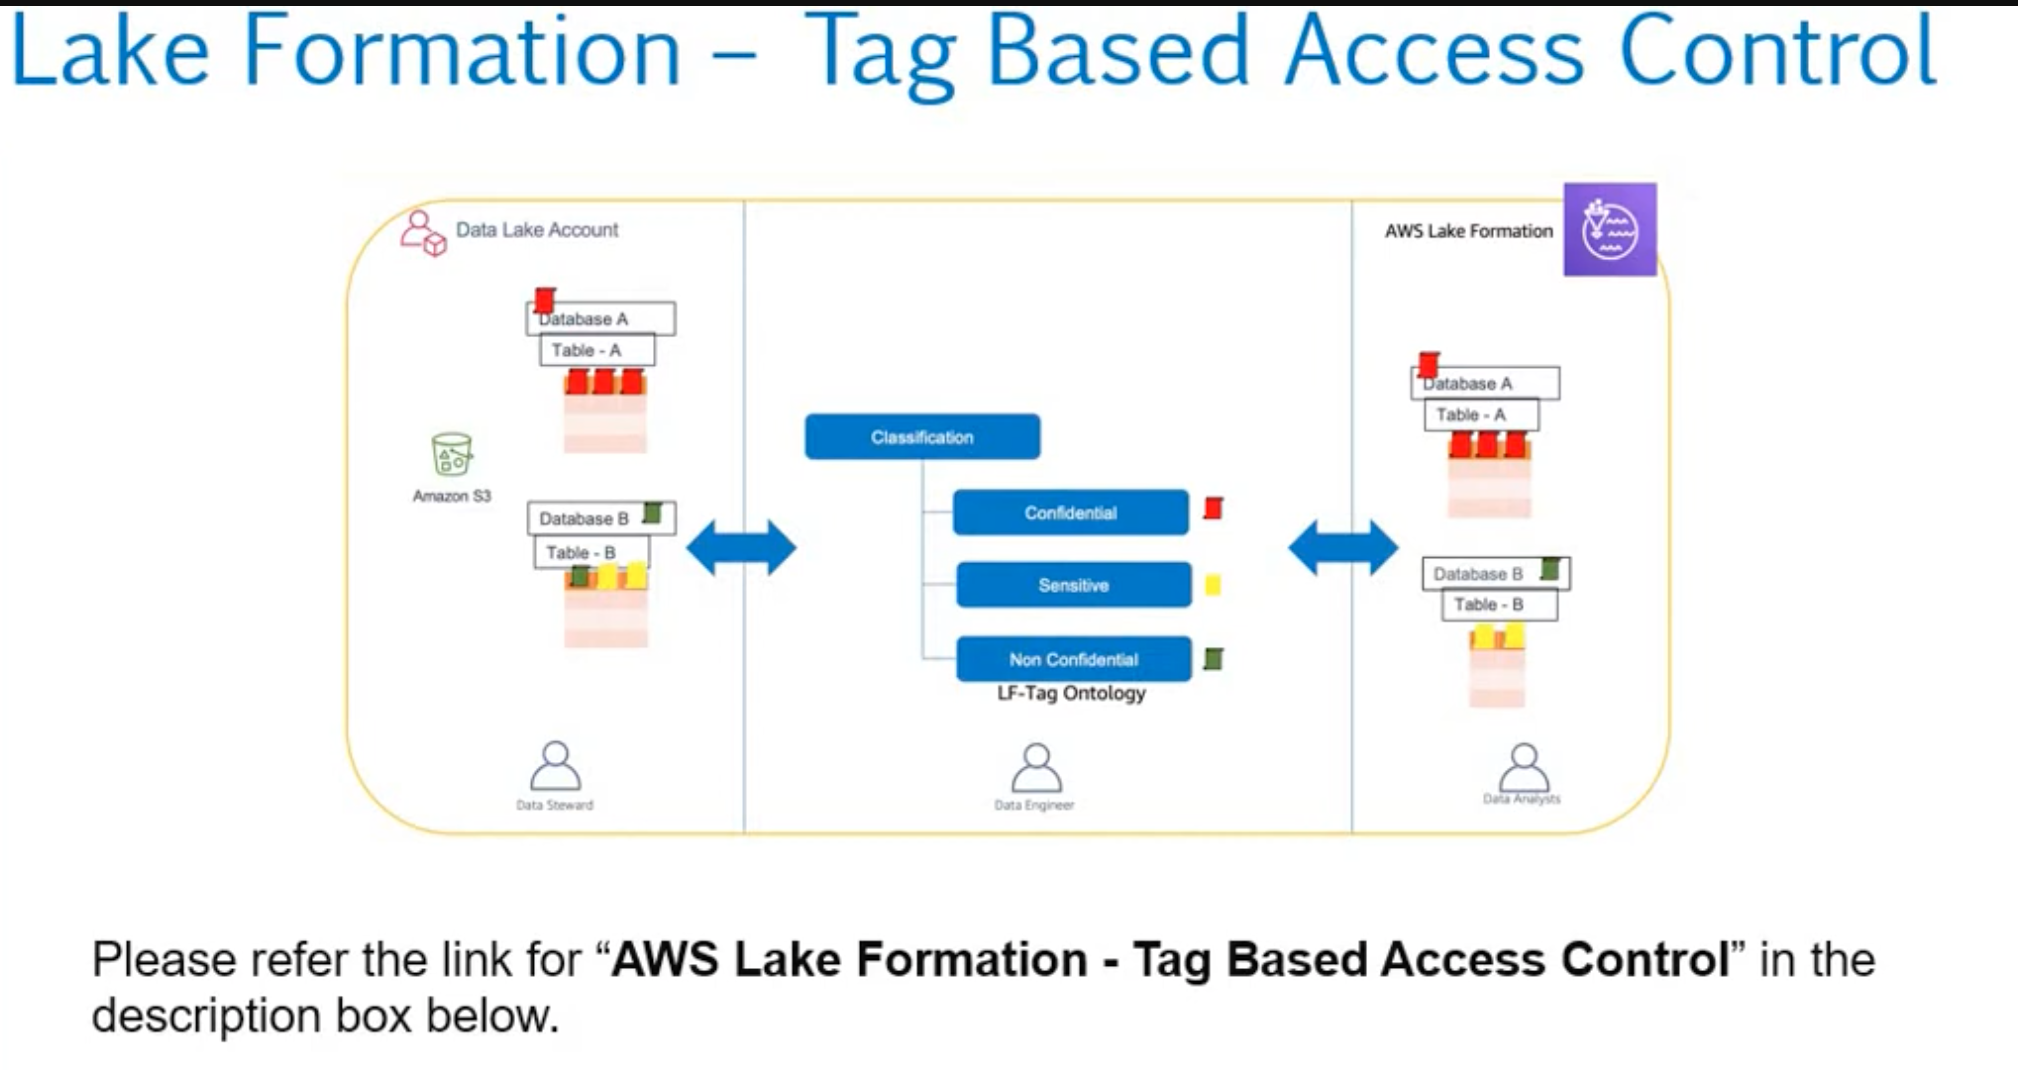 Lake Formation – Tag Based Access Control
Data Lake Account
AWS Lake Formation
Database A
Table - A
Amazon S3
Database B
Table - B
Classification
Confidential
Sensitive
Non Confidential
LF-Tag Ontology
Database A
Table - A
Database B
Table - B
Data Steward
Data Engineer
Data Analysts
Please refer the link for “AWS Lake Formation - Tag Based Access Control” in the
description box below.